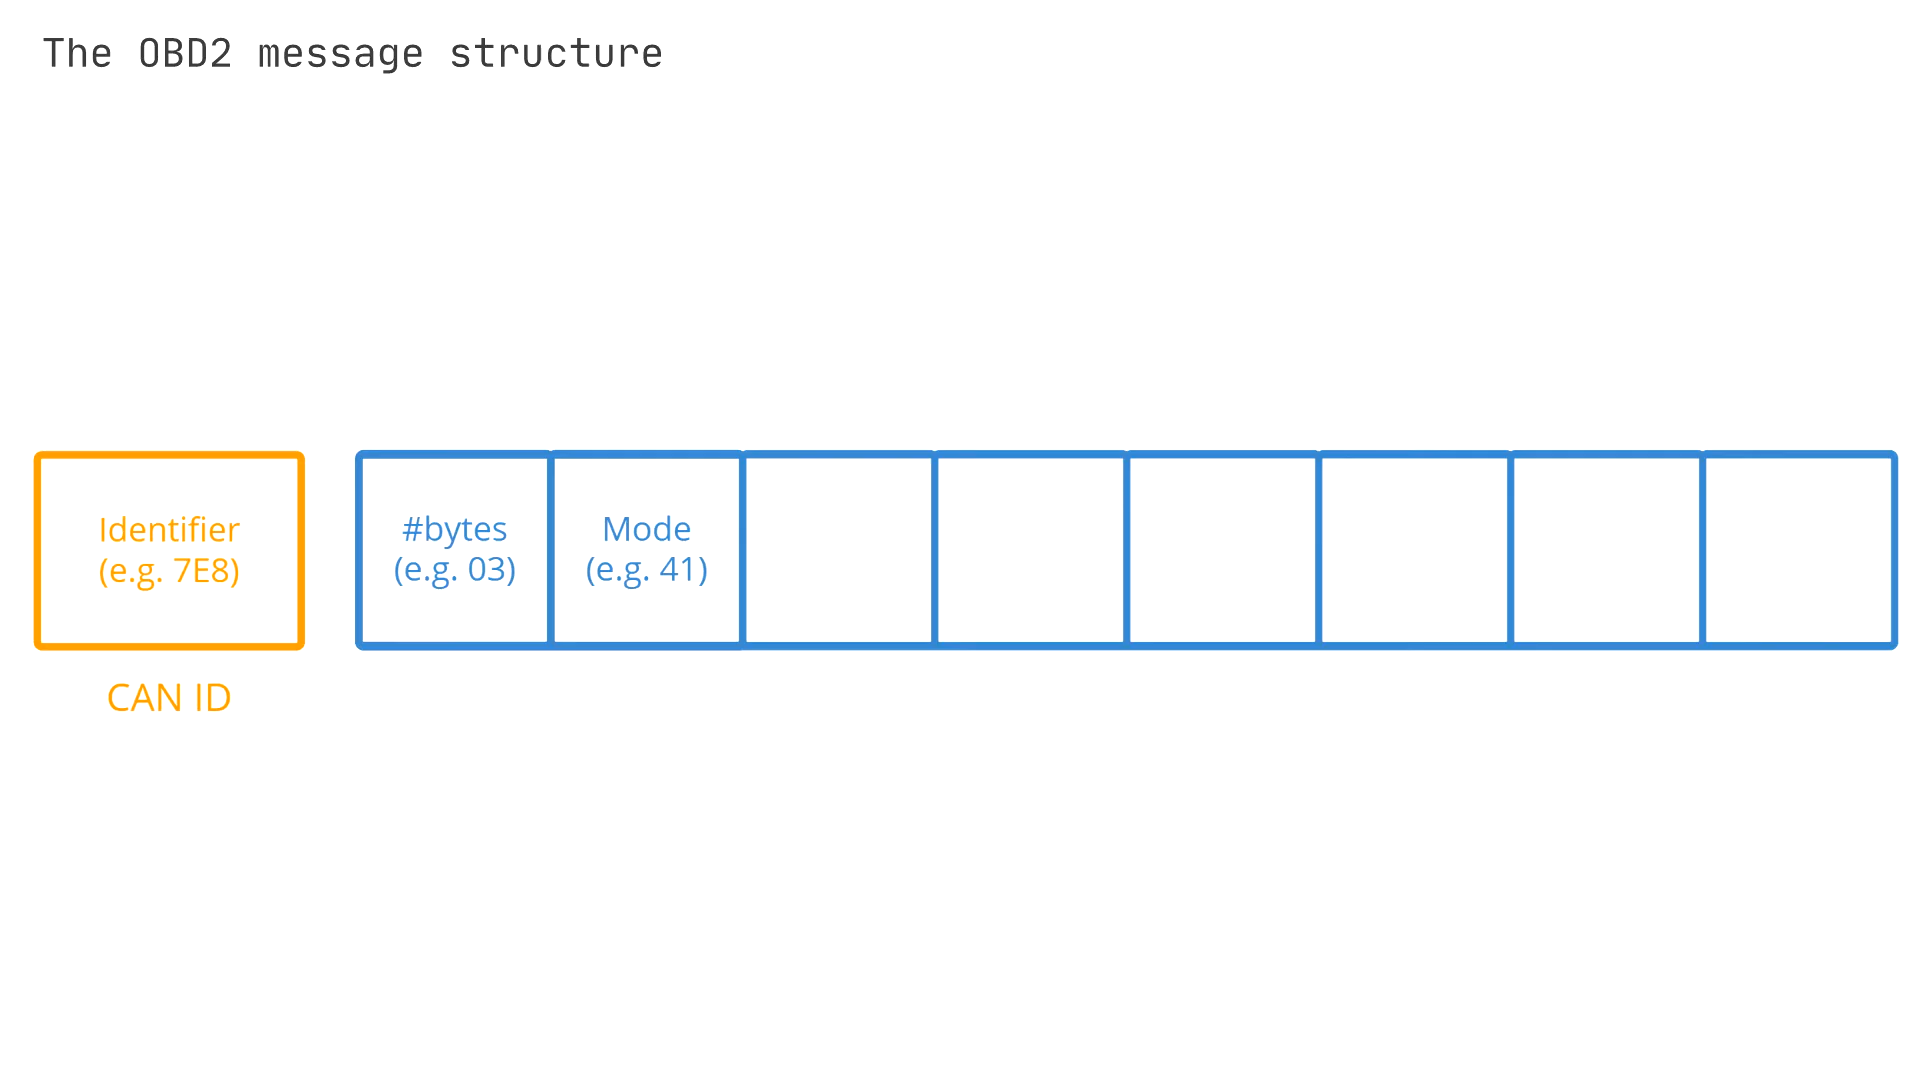 The OBD2 message structure
Identifier
(e.g. 7E8)
#bytes
(e.g. 03)
Mode
(e.g. 41)
CAN ID